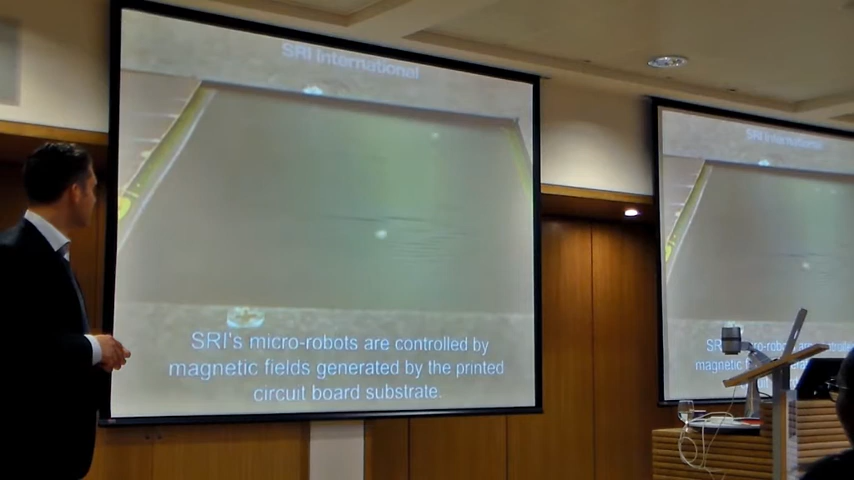 SRI International
SRI's micro-robots are controlled by
magnetic fields generated by the printed
circuit board substrate.
SRI International
magnetic